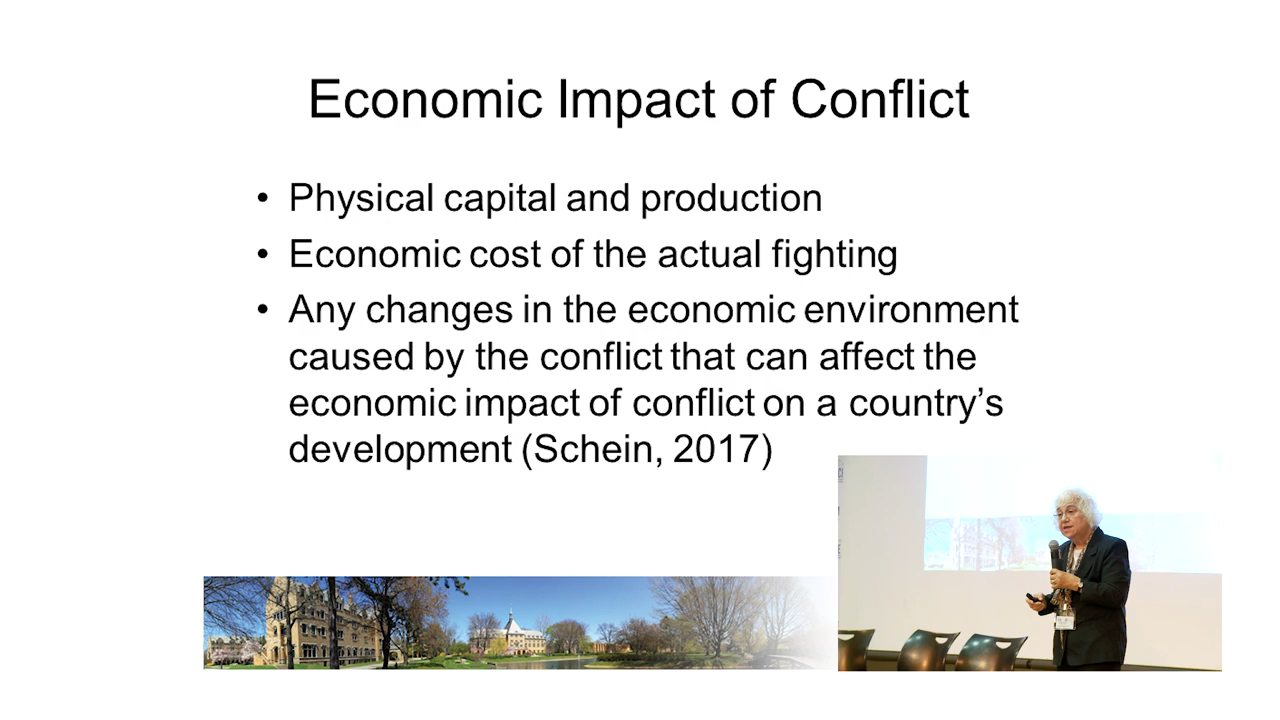 Economic Impact of Conflict
• Physical capital and production
• Economic cost of the actual fighting
• Any changes in the economic environment
caused by the conflict that can affect the
economic impact of conflict on a country's
development (Schein, 2017)